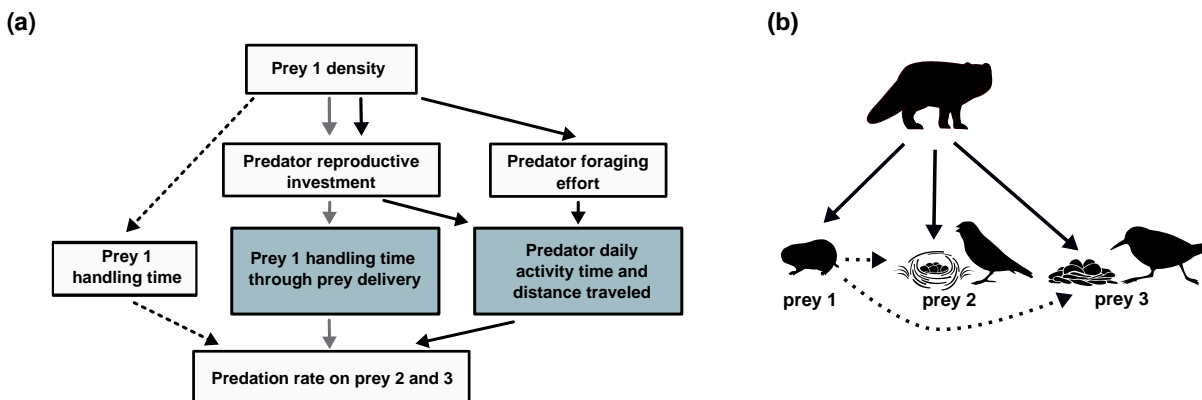 (a)
Prey 1 density
Predator reproductive
investment
Predator foraging
effort
Prey 1
handling time
Prey 1 handling time
through prey delivery
Predator daily
activity time and
distance traveled
Predation rate on prey 2 and 3
(b)
prey 1
prey 2
prey 3